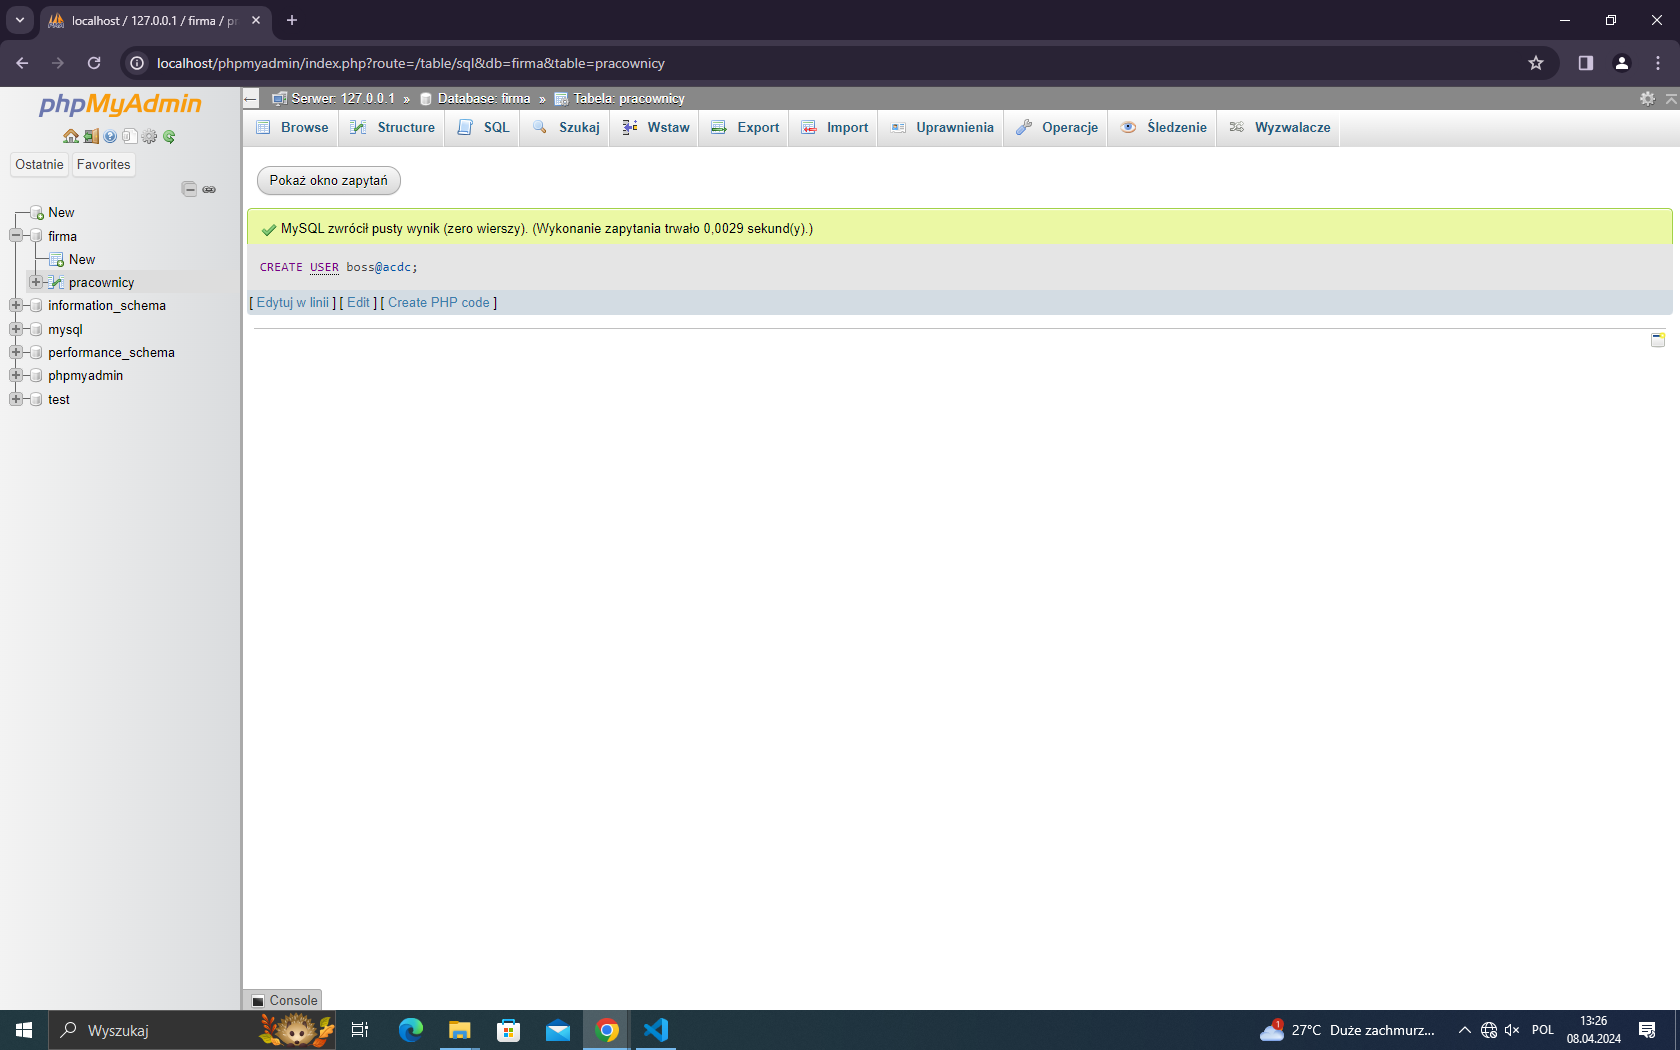 localhost / 127.0.0.1 / firma / pr
localhost/phpmyadmin/index.php?route=/table/sql&db=firma&table=pracownicy
phpMyAdmin
Ostatnie Favorites
New
firma
New
pracownicy
information_schema
mysql
performance_schema
phpmyadmin
test
Serwer: 127.0.0.1 » Database: firma » Tabela: pracownicy
Browse Structure SQL Szukaj Wstaw Export Import Uprawnienia Operacje Śledzenie Wyzwalacze
Pokaż okno zapytań
MySQL zwrócił pusty wynik (zero wierszy). (Wykonanie zapytania trwało 0,0029 sekund(y).)
CREATE USER boss@acdc;
[ Edytuj w linii ] [ Edit ] [ Create PHP code ]
Console
Wyszukaj
1
27°C Duże zachmurz...
POL
13:26
08.04.2024